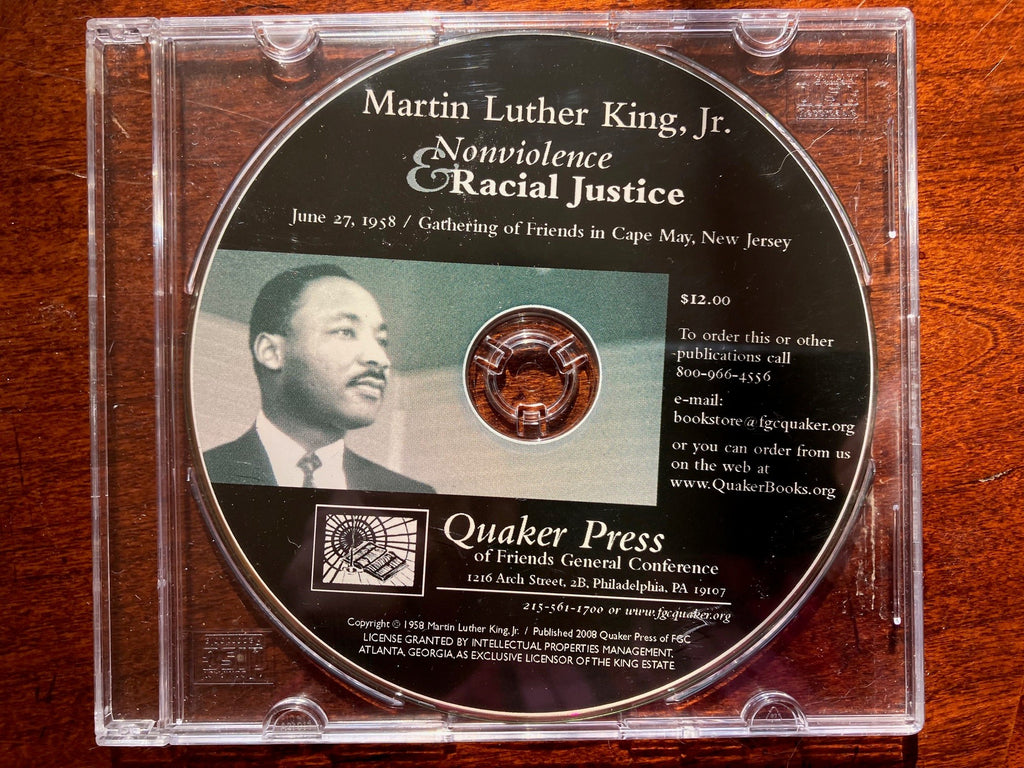 Martin Luther King, Jr.
Nonviolence
& Racial Justice
June 27, 1958 / Gathering of Friends in Cape May, New Jersey
$12.00
To order this or other
publications call
800-966-4556
e-mail:
bookstore@fgcquaker.org
or you can order from us
on the web at
www.QuakerBooks.org
Quaker Press
of Friends General Conference
1216 Arch Street, 2B, Philadelphia, PA 19107
215-561-1700 or www.fgcquaker.org
Copyright © 1958 Martin Luther King, Jr. / Published 2008 Quaker Press of FGC
LICENSE GRANTED BY INTELLECTUAL PROPERTIES MANAGEMENT,
ATLANTA, GEORGIA, AS EXCLUSIVE LICENSOR OF THE KING ESTATE